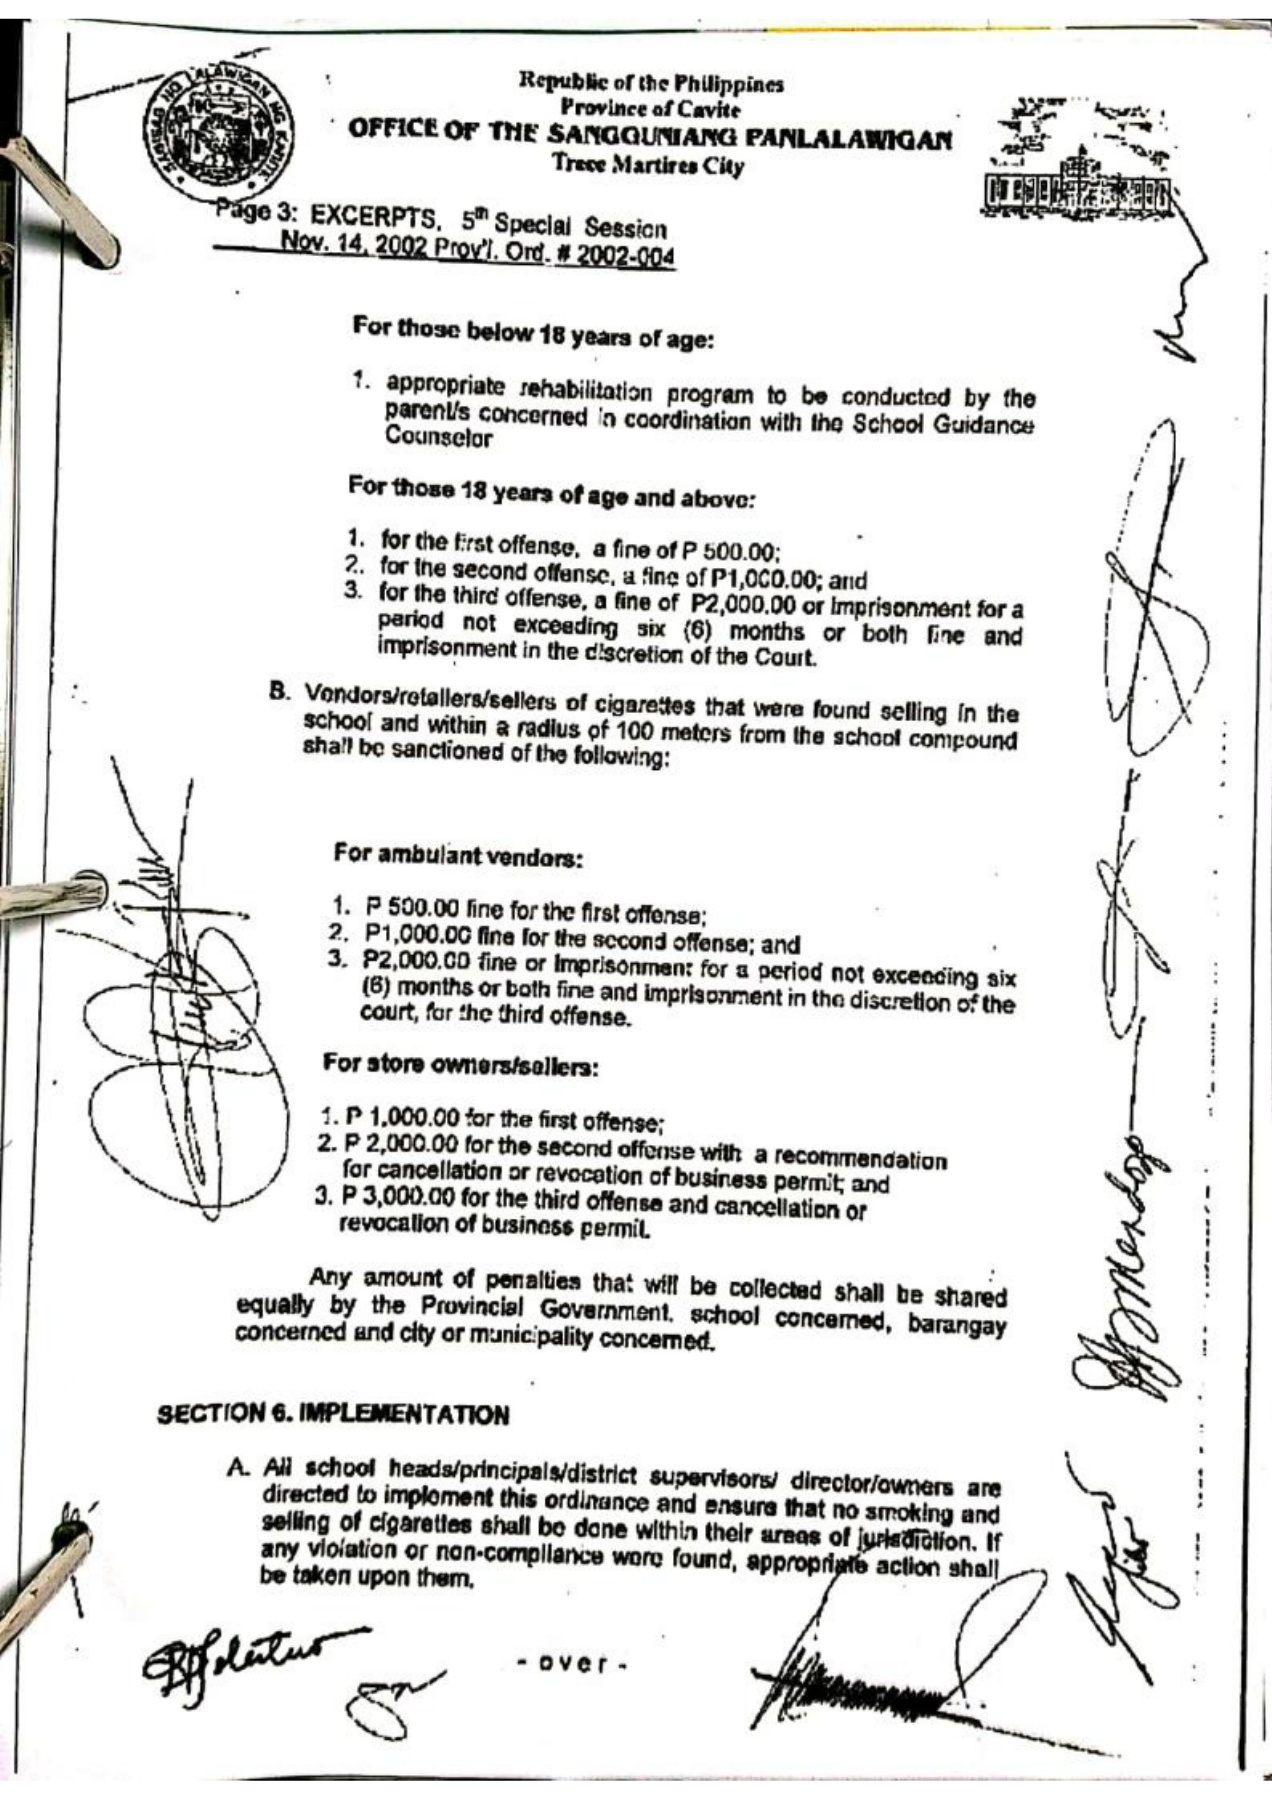 Republic of the Philippines
Province of Cavite
OFFICE OF THE SANGGUNIANG PANLALAWIGAN
Trece Martires City
Page 3: EXCERPTS, 5th Special Session
Nov. 14, 2002 Prov'l. Ord. # 2002-004
For those below 18 years of age:
1. appropriate rehabilitation program to be conducted by the
parent/s concerned in coordination with the School Guidance
Counselor
For those 18 years of age and above:
1. for the first offense, a fine of P 500.00;
2. for the second offense, a fine of P1,000.00; and
3. for the third offense, a fine of P2,000.00 or Imprisonment for a
period not exceeding six (6) months or both fine and
imprisonment in the discretion of the Court.
B. Vendors/retailers/sellers of cigarettes that were found selling in the
school and within a radius of 100 meters from the school compound
shall be sanctioned of the following:
For ambulant vendors:
1. P 500.00 fine for the first offense;
2. P1,000.00 fine for the second offense; and
3. P2,000.00 fine or Imprisonment for a period not exceeding six
(6) months or both fine and imprisonment in the discretion of the
court, for the third offense.
For store owners/sellers:
1. P 1,000.00 for the first offense;
2. P 2,000.00 for the second offense with a recommendation
for cancellation or revocation of business permit; and
3. P 3,000.00 for the third offense and cancellation or
revocation of business permit.
Any amount of penalties that will be collected shall be shared
equally by the Provincial Government, school concerned, barangay
concerned and city or municipality concerned.
SECTION 6. IMPLEMENTATION
A. All school heads/principals/district supervisors/ director/owners are
directed to implement this ordinance and ensure that no smoking and
selling of cigarettes shall be done within their areas of jurisdiction. If
any violation or non-compliance were found, appropriate action shall
be taken upon them.
- over -
Mendoza